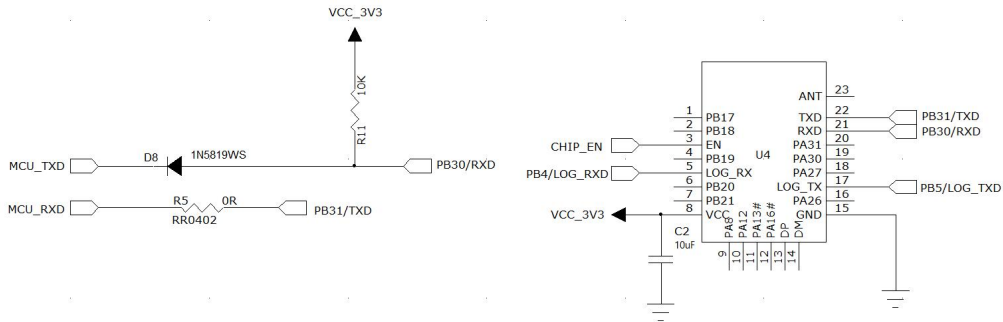 VCC_3V3
10K
R11
D8 1N5819WS
MCU_TXD
PB30/RXD
R5 0R
MCU_RXD
RR0402
PB31/TXD
U4
ANT 23
1 PB17
2 PB18
3 EN
4 PB19
5 LOG_RX
6 PB20
7 PB21
8 VCC
TXD 22
RXD 21
PA31 20
PA30 19
PA27 18
LOG_TX 17
PA26 16
GND 15
PA8 9
PA12 10
PA13# 11
PA16# 12
DP 13
DM 14
CHIP_EN
PB4/LOG_RXD
VCC_3V3
C2
10uF
PB31/TXD
PB30/RXD
PB5/LOG_TXD